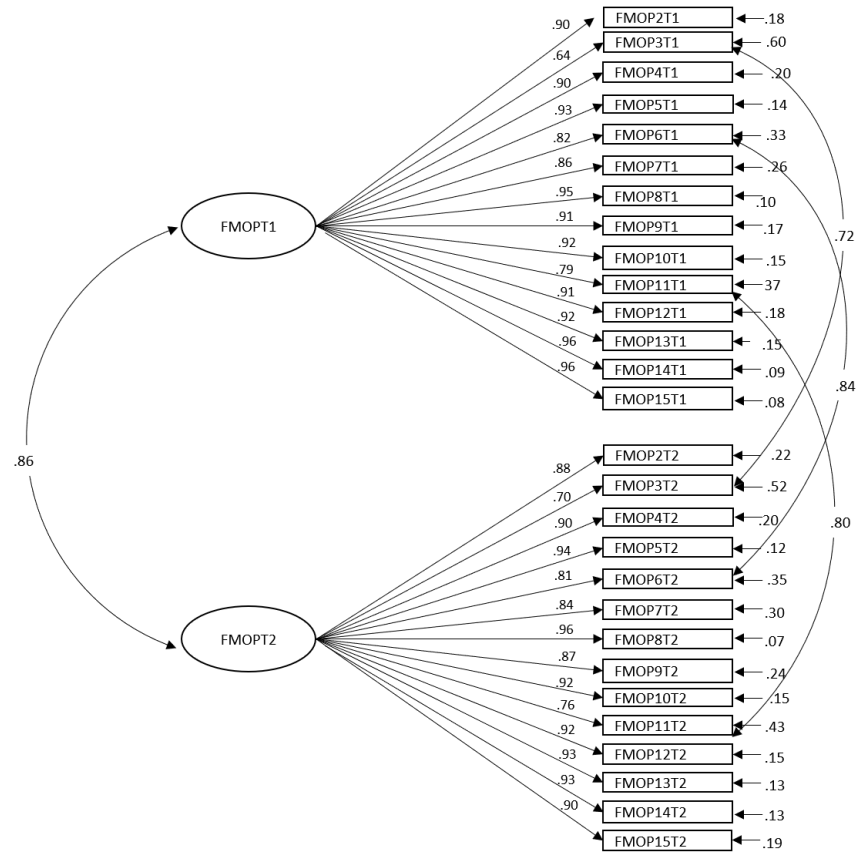 .90 FMOP2T1 .18
.64 FMOP3T1 .60
.90 FMOP4T1 .20
.93 FMOP5T1 .14
.82 FMOP6T1 .33
.86 FMOP7T1 .26
.95 FMOP8T1 .10
FMOPT1 .91 FMOP9T1 .17 .72
.92 FMOP10T1 .15
.79 FMOP11T1 37
.91 FMOP12T1 .18
.92 FMOP13T1 .15
.96 FMOP14T1 .09 .84
.96 FMOP15T1 .08
.86 .88 FMOP2T2 .22
.70 FMOP3T2 .52
.90 FMOP4T2 .20 .80
.94 FMOP5T2 .12
.81 FMOP6T2 .35
.84 FMOP7T2 .30
FMOPT2 .96 FMOP8T2 .07
.87 FMOP9T2 .24
.92 FMOP10T2 .15
.76 FMOP11T2 .43
.92 FMOP12T2 .15
.93 FMOP13T2 .13
.93 FMOP14T2 .13
.90 FMOP15T2 .19